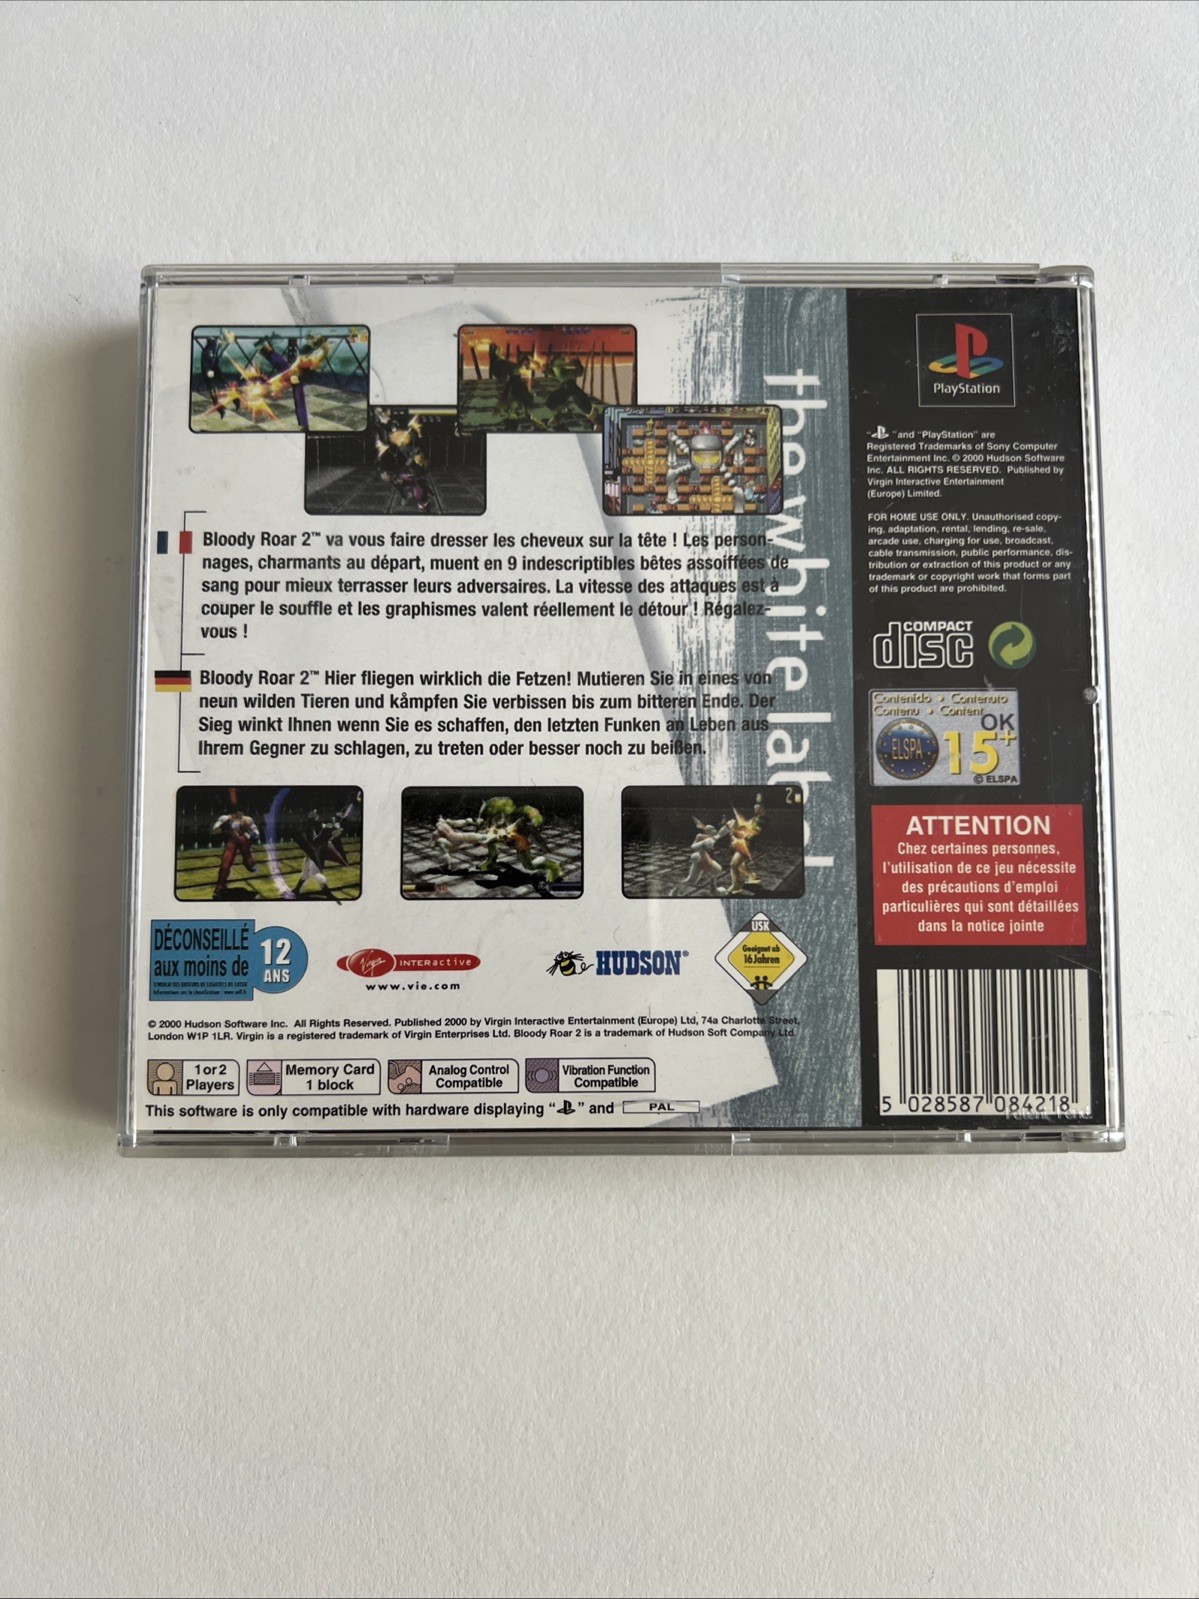 Bloody Roar 2™ va vous faire dresser les cheveux sur la tête ! Les person-
nages, charmants au départ, muent en 9 indescriptibles bêtes assoiffées de
sang pour mieux terrasser leurs adversaires. La vitesse des attaques est à
couper le souffle et les graphismes valent réellement le détour ! Régalez-
vous !
Bloody Roar 2™ Hier fliegen wirklich die Fetzen! Mutieren Sie in eines von
neun wilden Tieren und kåmpfen Sie verbissen bis zum bitteren Ende. Der
Sieg winkt Ihnen wenn Sie es schaffen, den letzten Funken an Leben aus
Ihrem Gegner zu schlagen, zu treten oder besser noch zu beißen.
the white label
DÉCONSEILLÉ
aux moins de
12
ANS
Virgin INTERactive
www.vie.com
HUDSON®
USK
Geeignet ab
16 Jahren
© 2000 Hudson Software Inc. All Rights Reserved. Published 2000 by Virgin Interactive Entertainment (Europe) Ltd, 74a Charlotte Street,
London W1P 1LR. Virgin is a registered trademark of Virgin Enterprises Ltd. Bloody Roar 2 is a trademark of Hudson Soft Company Ltd.
1 or 2
Players
Memory Card
1 block
Analog Control
Compatible
Vibration Function
Compatible
This software is only compatible with hardware displaying “ ” and PAL
PlayStation
“ ” and “PlayStation” are
Registered Trademarks of Sony Computer
Entertainment Inc. © 2000 Hudson Software
Inc. ALL RIGHTS RESERVED. Published by
Virgin Interactive Entertainment
(Europe) Limited.
FOR HOME USE ONLY. Unauthorised copy-
ing, adaptation, rental, lending, re-sale,
arcade use, charging for use, broadcast,
cable transmission, public performance, dis-
tribution or extraction of this product or any
trademark or copyright work that forms part
of this product are prohibited.
COMPACT
disc
Contenido • Contenuto
Contenu • Content
OK
ELSPA
15+
© ELSPA
ATTENTION
Chez certaines personnes,
l'utilisation de ce jeu nécessite
des précautions d'emploi
particulières qui sont détaillées
dans la notice jointe
5 028587 084218